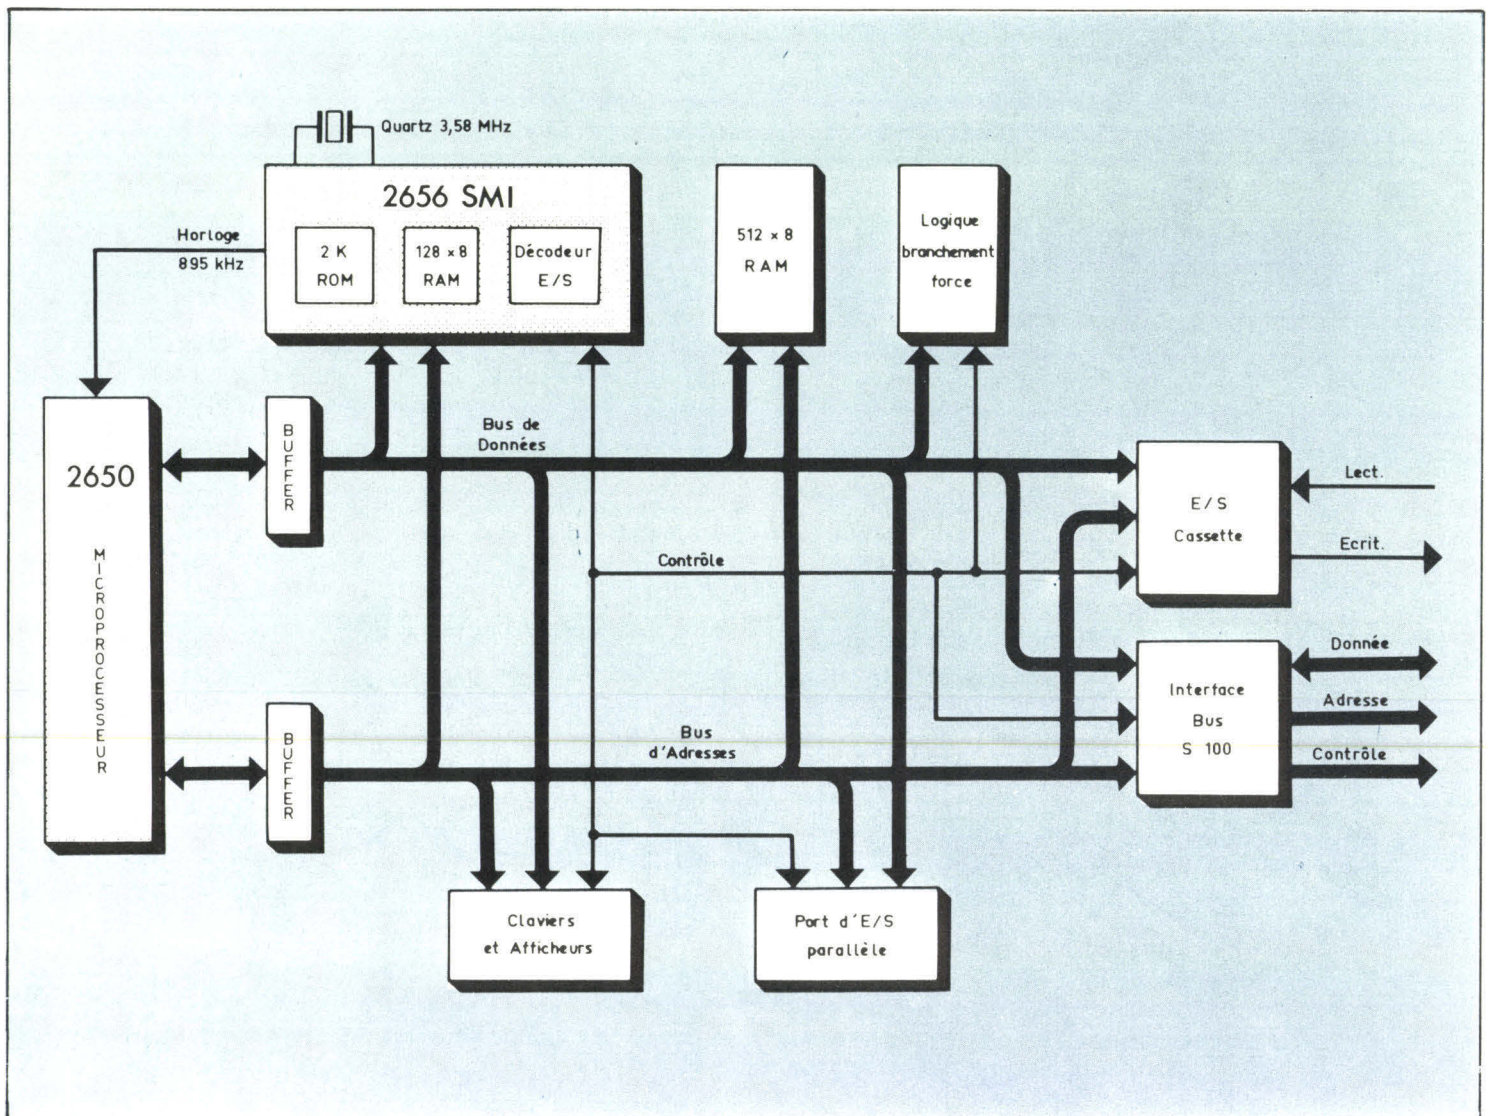 Quartz 3,58 MHz
2656 SMI
Horloge
895 kHz
2 K
ROM
128 × 8
RAM
Décodeur
E/S
512 × 8
RAM
Logique
branchement
force
2650
MICROPROCESSEUR
BUFFER
Bus de
Données
E/S
Cassette
Lect.
Ecrit.
Contrôle
Interface
Bus
S 100
Donnée
Adresse
Contrôle
BUFFER
Bus
d'Adresses
Claviers
et Afficheurs
Port d'E/S
parallèle